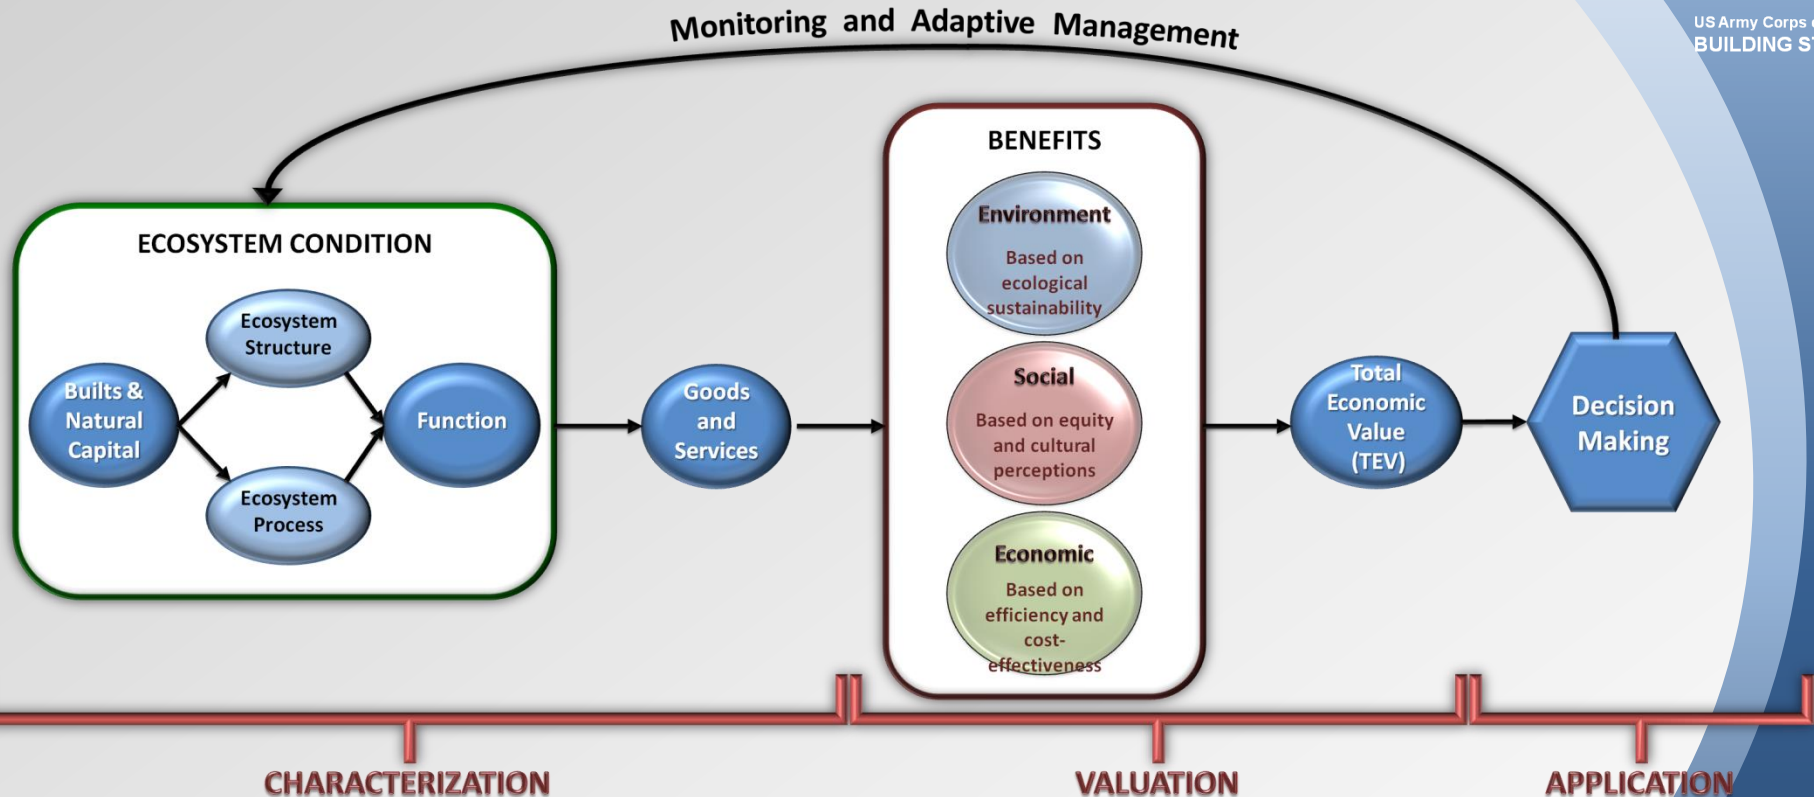 Monitoring and Adaptive Management
US Army Corps
BUILDING
ECOSYSTEM CONDITION
Builts &
Natural
Capital
Ecosystem
Structure
Ecosystem
Process
Function
Goods
and
Services
BENEFITS
Environment
Based on
ecological
sustainability
Social
Based on equity
and cultural
perceptions
Economic
Based on
efficiency and
cost-
effectiveness
Total
Economic
Value
(TEV)
Decision
Making
CHARACTERIZATION
VALUATION
APPLICATION